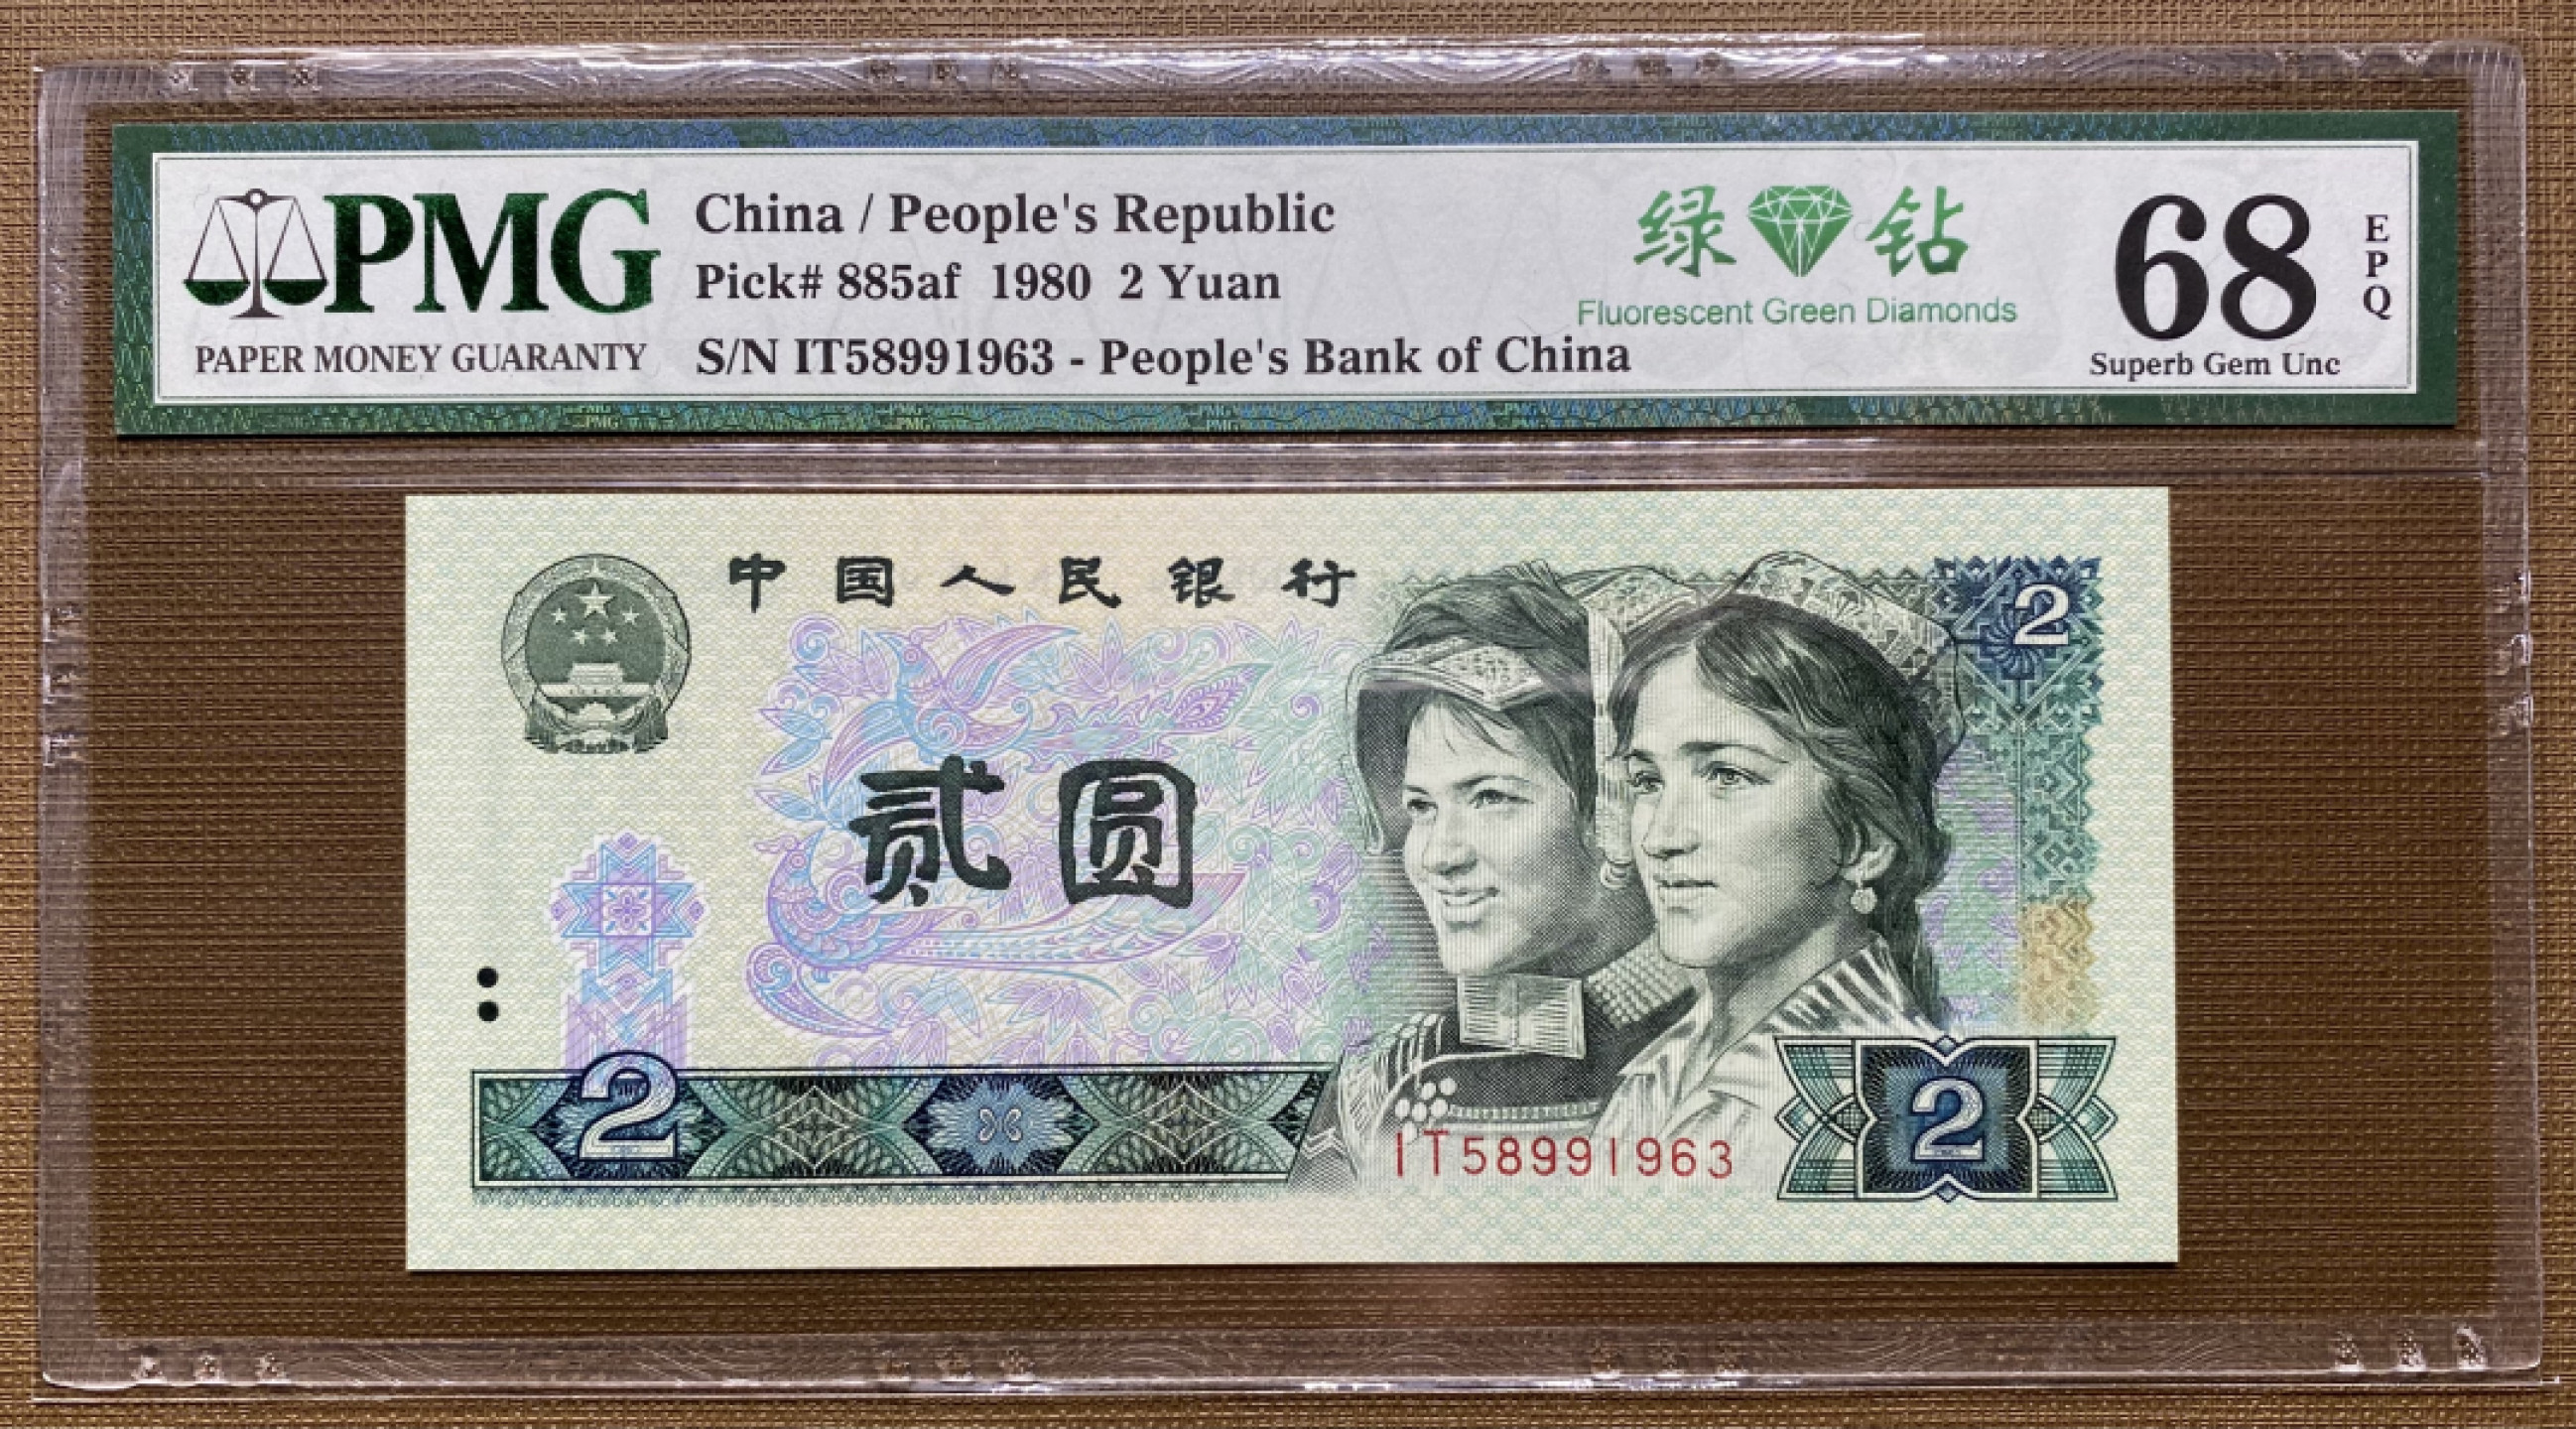 PMG
PAPER MONEY GUARANTY
China / People's Republic
Pick# 885af 1980 2 Yuan
S/N IT58991963 - People's Bank of China
绿钻
Fluorescent Green Diamonds
68
EPQ
Superb Gem Unc
中国人民银行
2
贰圆
2
IT58991963
2